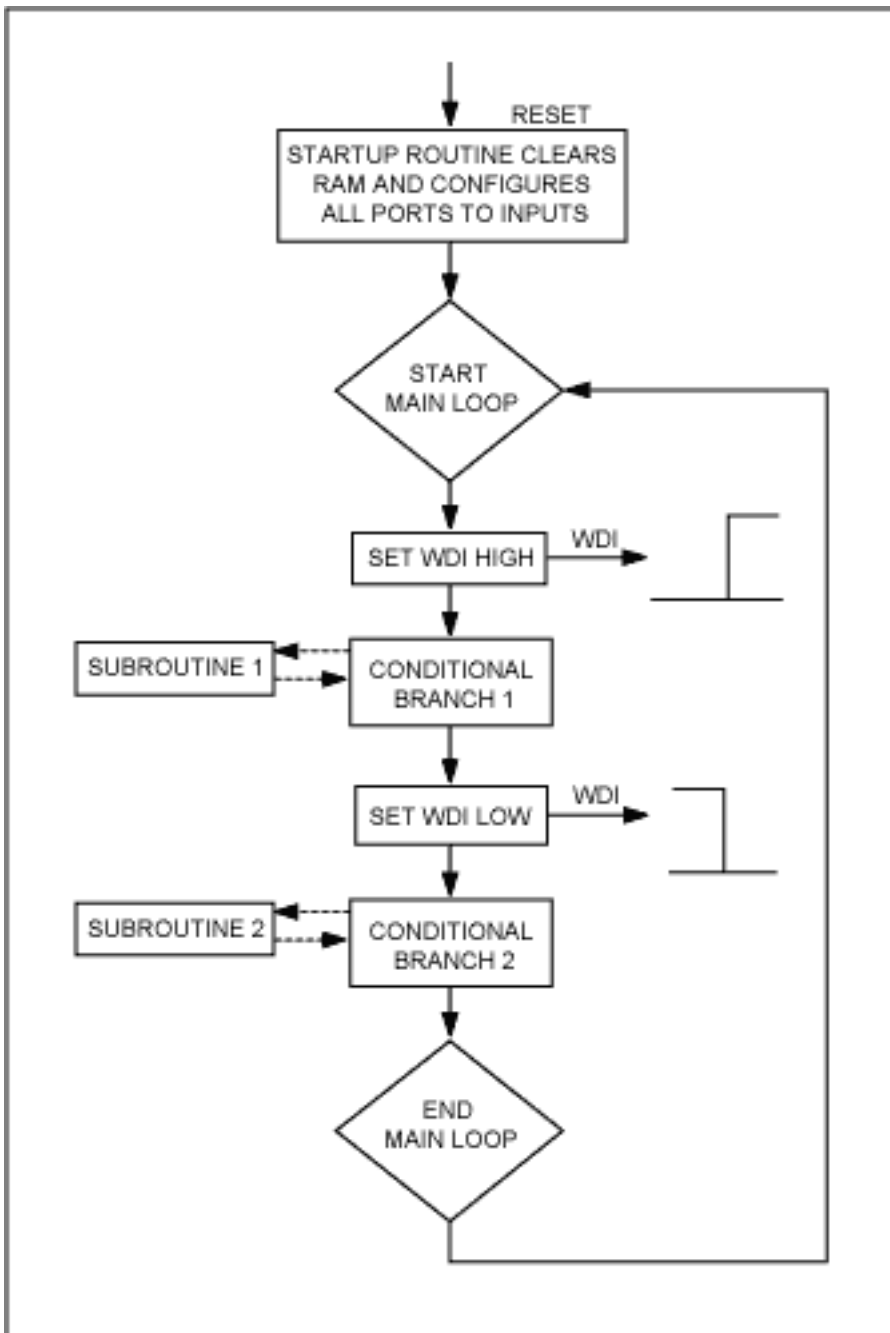 RESET
STARTUP ROUTINE CLEARS
RAM AND CONFIGURES
ALL PORTS TO INPUTS
START
MAIN LOOP
SET WDI HIGH
WDI
SUBROUTINE 1
CONDITIONAL
BRANCH 1
SET WDI LOW
WDI
SUBROUTINE 2
CONDITIONAL
BRANCH 2
END
MAIN LOOP